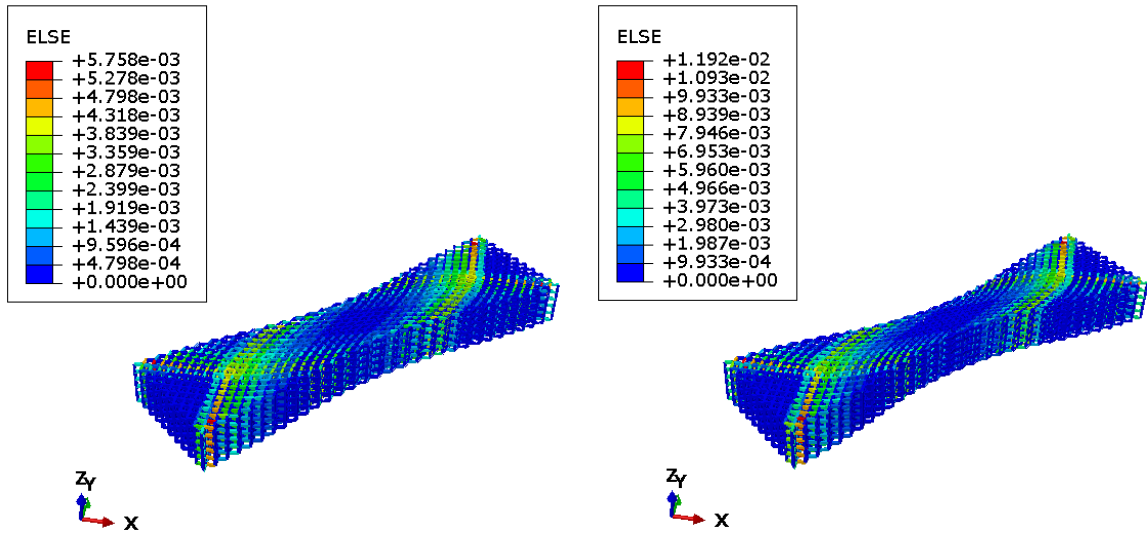 ELSE
+5.758e-03
+5.278e-03
+4.798e-03
+4.318e-03
+3.839e-03
+3.359e-03
+2.879e-03
+2.399e-03
+1.919e-03
+1.439e-03
+9.596e-04
+4.798e-04
+0.000e+00
Z
Y
X
ELSE
+1.192e-02
+1.093e-02
+9.933e-03
+8.939e-03
+7.946e-03
+6.953e-03
+5.960e-03
+4.966e-03
+3.973e-03
+2.980e-03
+1.987e-03
+9.933e-04
+0.000e+00
Z
Y
X